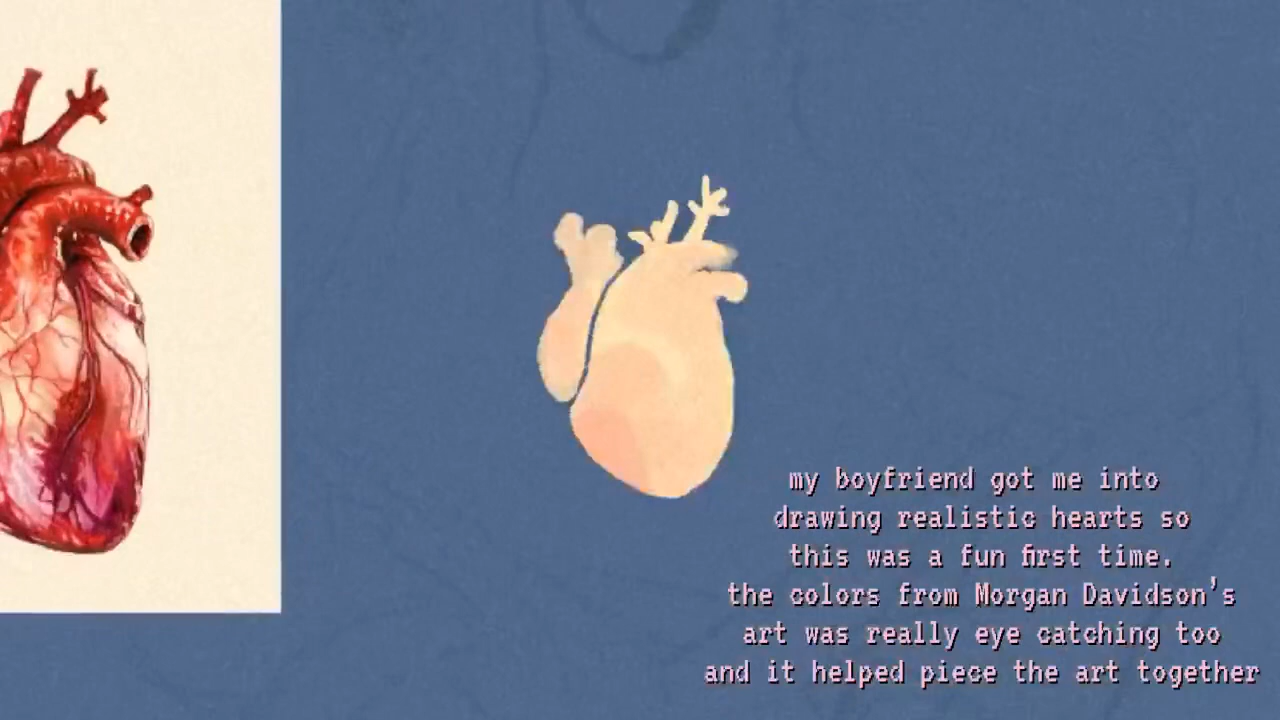 my boyfriend got me into
drawing realistic hearts so
this was a fun first time.
the colors from Morgan Davidson's
art was really eye catching too
and it helped piece the art together